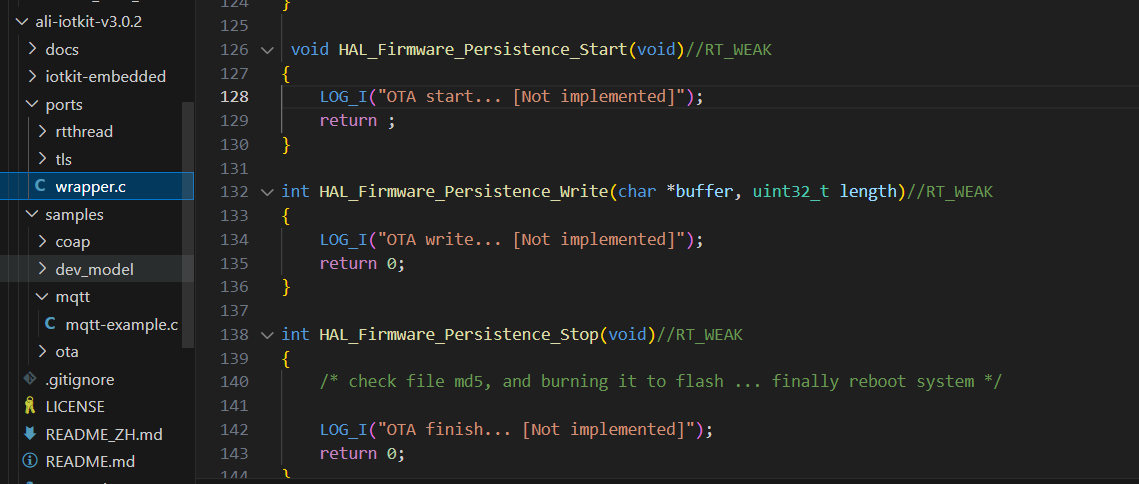 ali-iotkit-v3.0.2
docs
iotkit-embedded
ports
rtthread
tls
C wrapper.c
samples
coap
dev_model
mqtt
C mqtt-example.c
ota
.gitignore
LICENSE
README_ZH.md
README.md
124 }
125
126 void HAL_Firmware_Persistence_Start(void)//RT_WEAK
127 {
128 LOG_I("OTA start... [Not implemented]");
129 return ;
130 }
131
132 int HAL_Firmware_Persistence_Write(char *buffer, uint32_t length)//RT_WEAK
133 {
134 LOG_I("OTA write... [Not implemented]");
135 return 0;
136 }
137
138 int HAL_Firmware_Persistence_Stop(void)//RT_WEAK
139 {
140 /* check file md5, and burning it to flash ... finally reboot system */
141
142 LOG_I("OTA finish... [Not implemented]");
143 return 0;
144 }